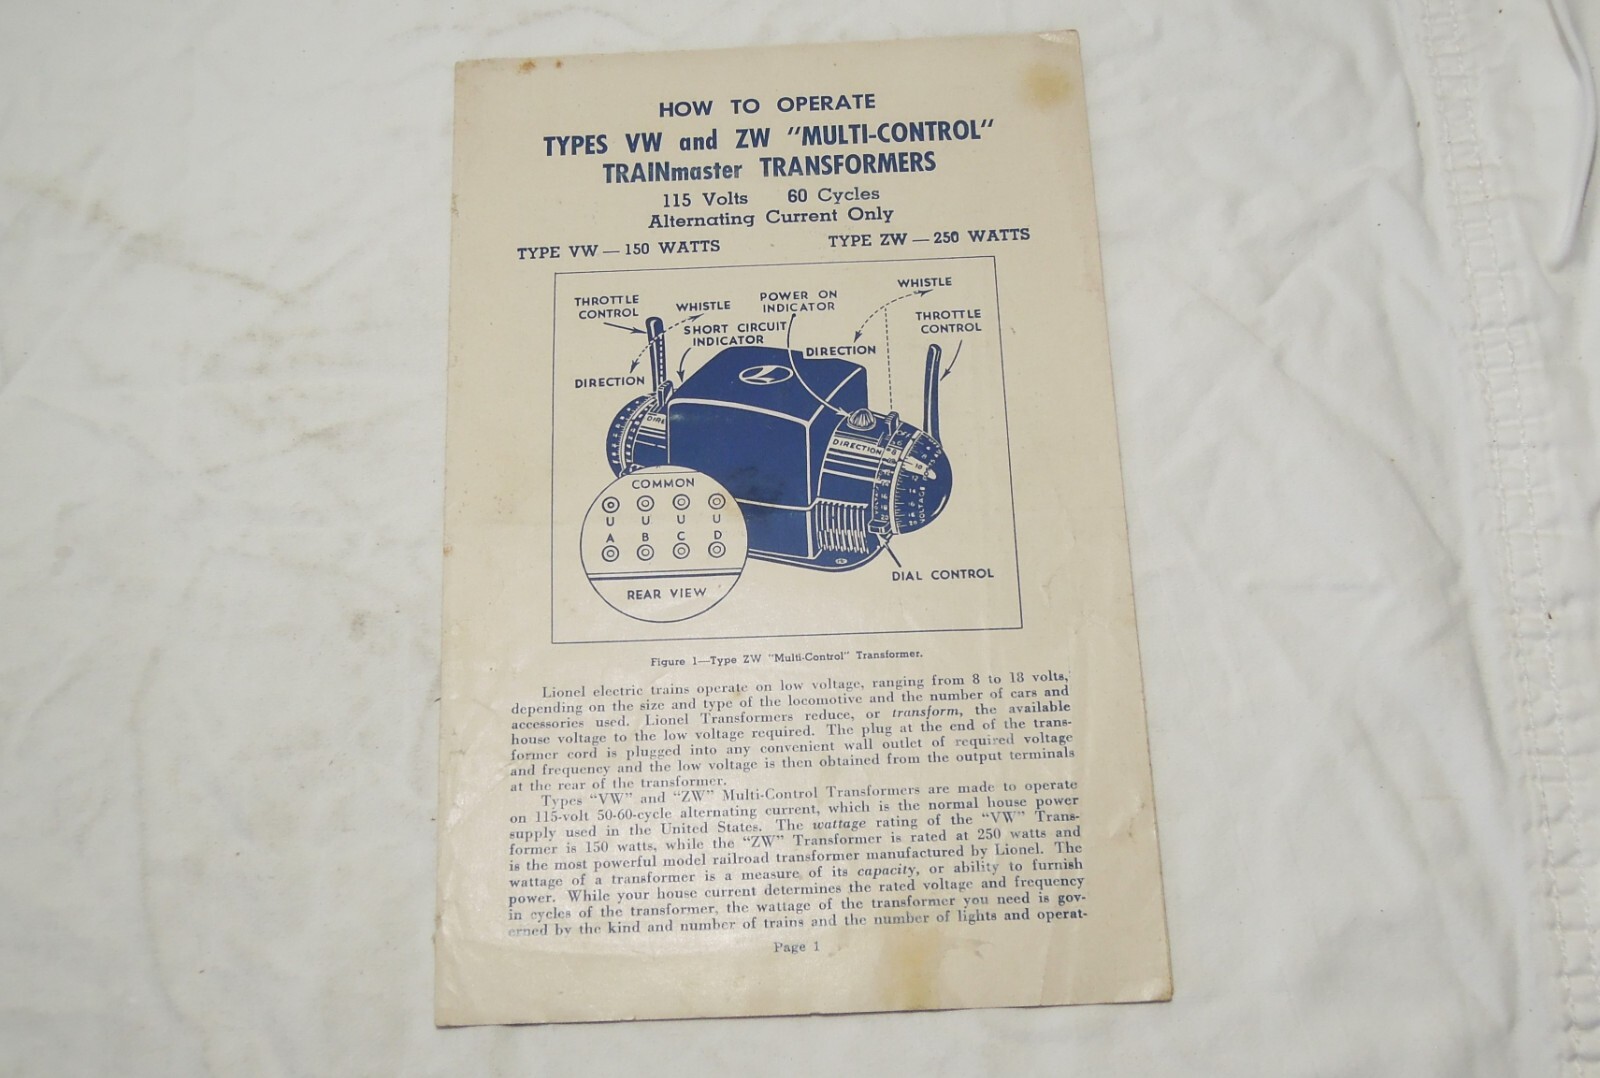 HOW TO OPERATE
TYPES VW and ZW "MULTI-CONTROL"
TRAINmaster TRANSFORMERS
115 Volts 60 Cycles
Alternating Current Only
TYPE VW — 150 WATTS TYPE ZW — 250 WATTS
THROTTLE
CONTROL
WHISTLE
SHORT CIRCUIT
INDICATOR
DIRECTION
POWER ON
INDICATOR
WHISTLE
DIRECTION
THROTTLE
CONTROL
L
DIRE
DIRECTION
VOLTAGE
COMMON
U U U U
A B C D
REAR VIEW
DIAL CONTROL
Figure 1—Type ZW "Multi-Control" Transformer.
Lionel electric trains operate on low voltage, ranging from 8 to 18 volts,
depending on the size and type of the locomotive and the number of cars and
accessories used. Lionel Transformers reduce, or transform, the available
house voltage to the low voltage required. The plug at the end of the trans-
former cord is plugged into any convenient wall outlet of required voltage
and frequency and the low voltage is then obtained from the output terminals
at the rear of the transformer.
Types "VW" and "ZW" Multi-Control Transformers are made to operate
on 115-volt 50-60-cycle alternating current, which is the normal house power
supply used in the United States. The wattage rating of the "VW" Trans-
former is 150 watts, while the "ZW" Transformer is rated at 250 watts and
is the most powerful model railroad transformer manufactured by Lionel. The
wattage of a transformer is a measure of its capacity, or ability to furnish
power. While your house current determines the rated voltage and frequency
in cycles of the transformer, the wattage of the transformer you need is gov-
erned by the kind and number of trains and the number of lights and operat-
Page 1